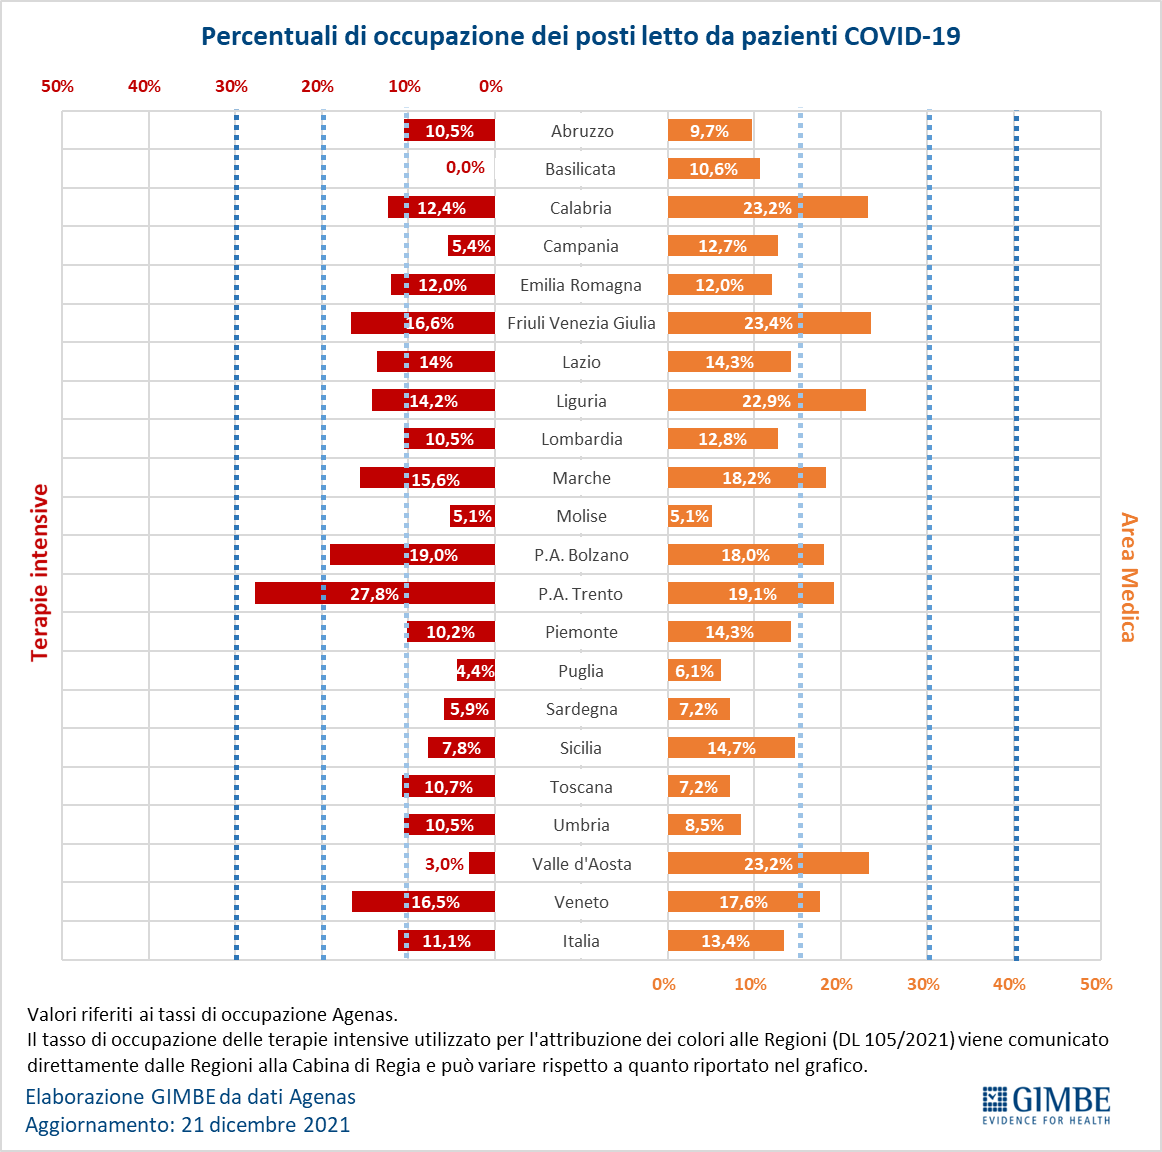 Percentuali di occupazione dei posti letto da pazienti COVID-19
50% 40% 30% 20% 10% 0%
10,5% Abruzzo 9,7%
0,0% Basilicata 10,6%
12,4% Calabria 23,2%
5,4% Campania 12,7%
12,0% Emilia Romagna 12,0%
16,6% Friuli Venezia Giulia 23,4%
14% Lazio 14,3%
14,2% Liguria 22,9%
10,5% Lombardia 12,8%
15,6% Marche 18,2%
5,1% Molise 5,1%
19,0% P.A. Bolzano 18,0%
27,8% P.A. Trento 19,1%
10,2% Piemonte 14,3%
4,4% Puglia 6,1%
5,9% Sardegna 7,2%
7,8% Sicilia 14,7%
10,7% Toscana 7,2%
10,5% Umbria 8,5%
3,0% Valle d'Aosta 23,2%
16,5% Veneto 17,6%
11,1% Italia 13,4%
0% 10% 20% 30% 40% 50%
Terapie intensive
Area Medica
Valori riferiti ai tassi di occupazione Agenas.
Il tasso di occupazione delle terapie intensive utilizzato per l'attribuzione dei colori alle Regioni (DL 105/2021) viene comunicato
direttamente dalle Regioni alla Cabina di Regia e può variare rispetto a quanto riportato nel grafico.
Elaborazione GIMBE da dati Agenas
Aggiornamento: 21 dicembre 2021
GIMBE
EVIDENCE FOR HEALTH